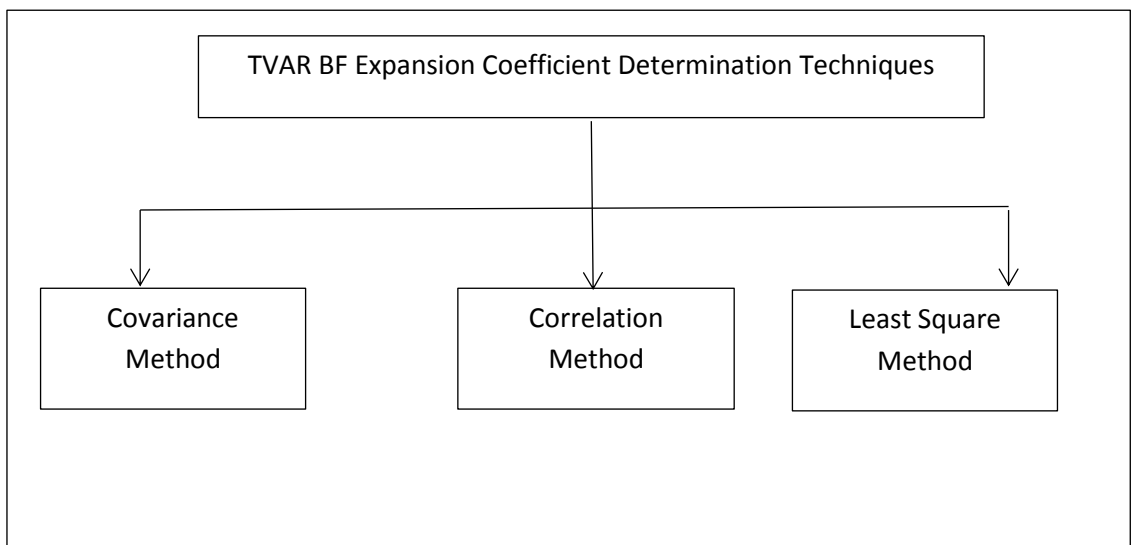 TVAR BF Expansion Coefficient Determination Techniques
Covariance
Method
Correlation
Method
Least Square
Method